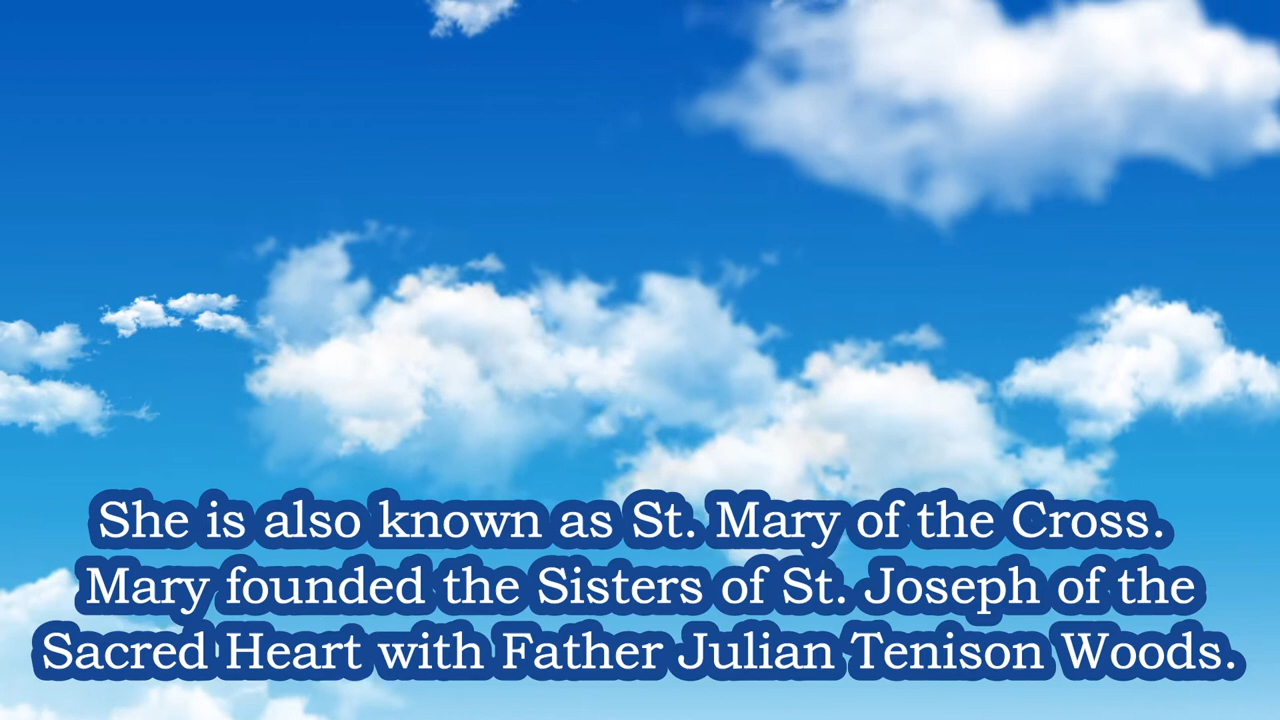 She is also known as St. Mary of the Cross.
Mary founded the Sisters of St. Joseph of the
Sacred Heart with Father Julian Tenison Woods.